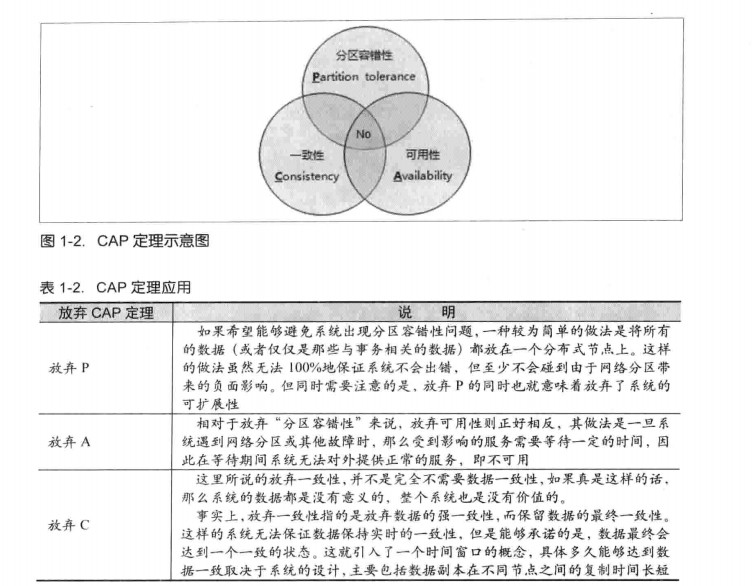 分区容错性
Partition tolerance
No
一致性
Consistency
可用性
Availability
图 1-2. CAP 定理示意图
表 1-2. CAP 定理应用
放弃 CAP 定理
说 明
放弃 P
如果希望能够避免系统出现分区容错性问题，一种较为简单的做法是将所有
的数据（或者仅仅是那些与事务相关的数据）都放在一个分布式节点上。这样
的做法虽然无法 100%地保证系统不会出错，但至少不会碰到由于网络分区带
来的负面影响。但同时需要注意的是，放弃 P 的同时也就意味着放弃了系统的
可扩展性
放弃 A
相对于放弃“分区容错性”来说，放弃可用性则正好相反，其做法是一旦系
统遇到网络分区或其他故障时，那么受到影响的服务需要等待一定的时间，因
此在等待期间系统无法对外提供正常的服务，即不可用
放弃 C
这里所说的放弃一致性，并不是完全不需要数据一致性，如果真是这样的话，
那么系统的数据都是没有意义的，整个系统也是没有价值的。
事实上，放弃一致性指的是放弃数据的强一致性，而保留数据的最终一致性。
这样的系统无法保证数据保持实时的一致性，但是能够承诺的是，数据最终会
达到一个一致的状态。这就引入了一个时间窗口的概念，具体多久能够达到数
据一致取决于系统的设计，主要包括数据副本在不同节点之间的复制时间长短